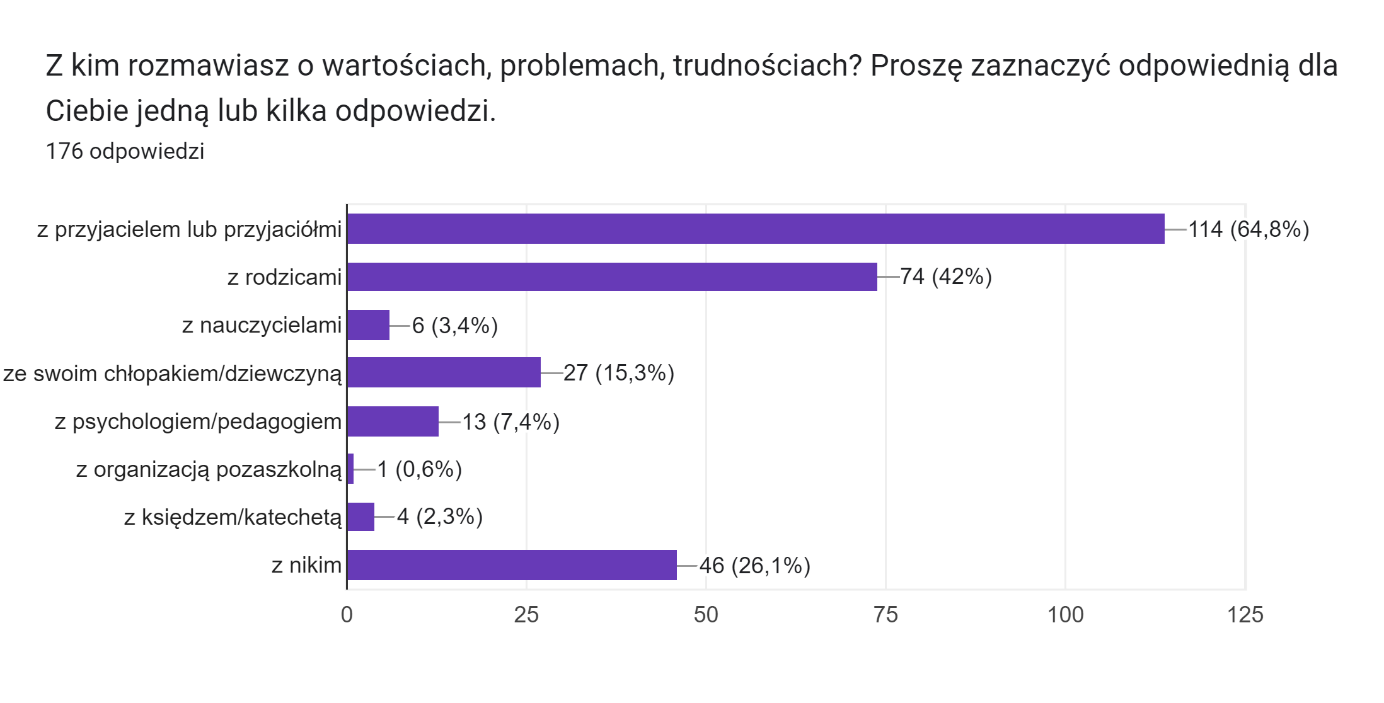 Z kim rozmawiasz o wartościach, problemach, trudnościach? Proszę zaznaczyć odpowiednią dla
Ciebie jedną lub kilka odpowiedzi.
176 odpowiedzi
z przyjacielem lub przyjaciółmi 114 (64,8%)
z rodzicami 74 (42%)
z nauczycielami 6 (3,4%)
ze swoim chłopakiem/dziewczyną 27 (15,3%)
z psychologiem/pedagogiem 13 (7,4%)
z organizacją pozaszkolną 1 (0,6%)
z księdzem/katechetą 4 (2,3%)
z nikim 46 (26,1%)
0 25 50 75 100 125